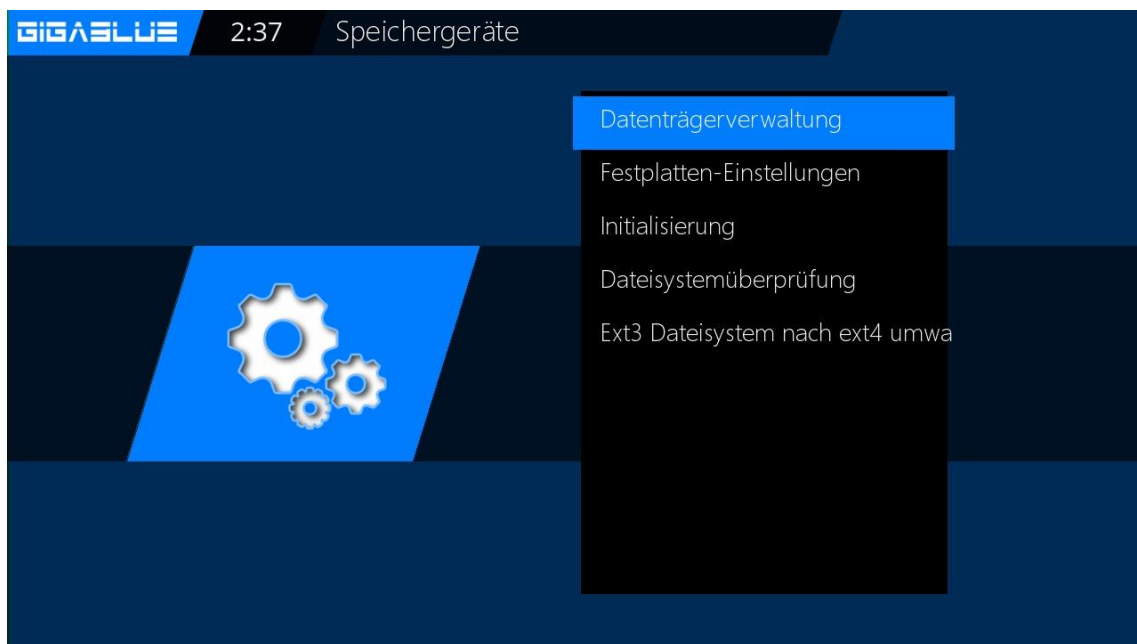 GIGABLUE
2:37
Speichergeräte
Datenträgerverwaltung
Festplatten-Einstellungen
Initialisierung
Dateisystemüberprüfung
Ext3 Dateisystem nach ext4 umwa